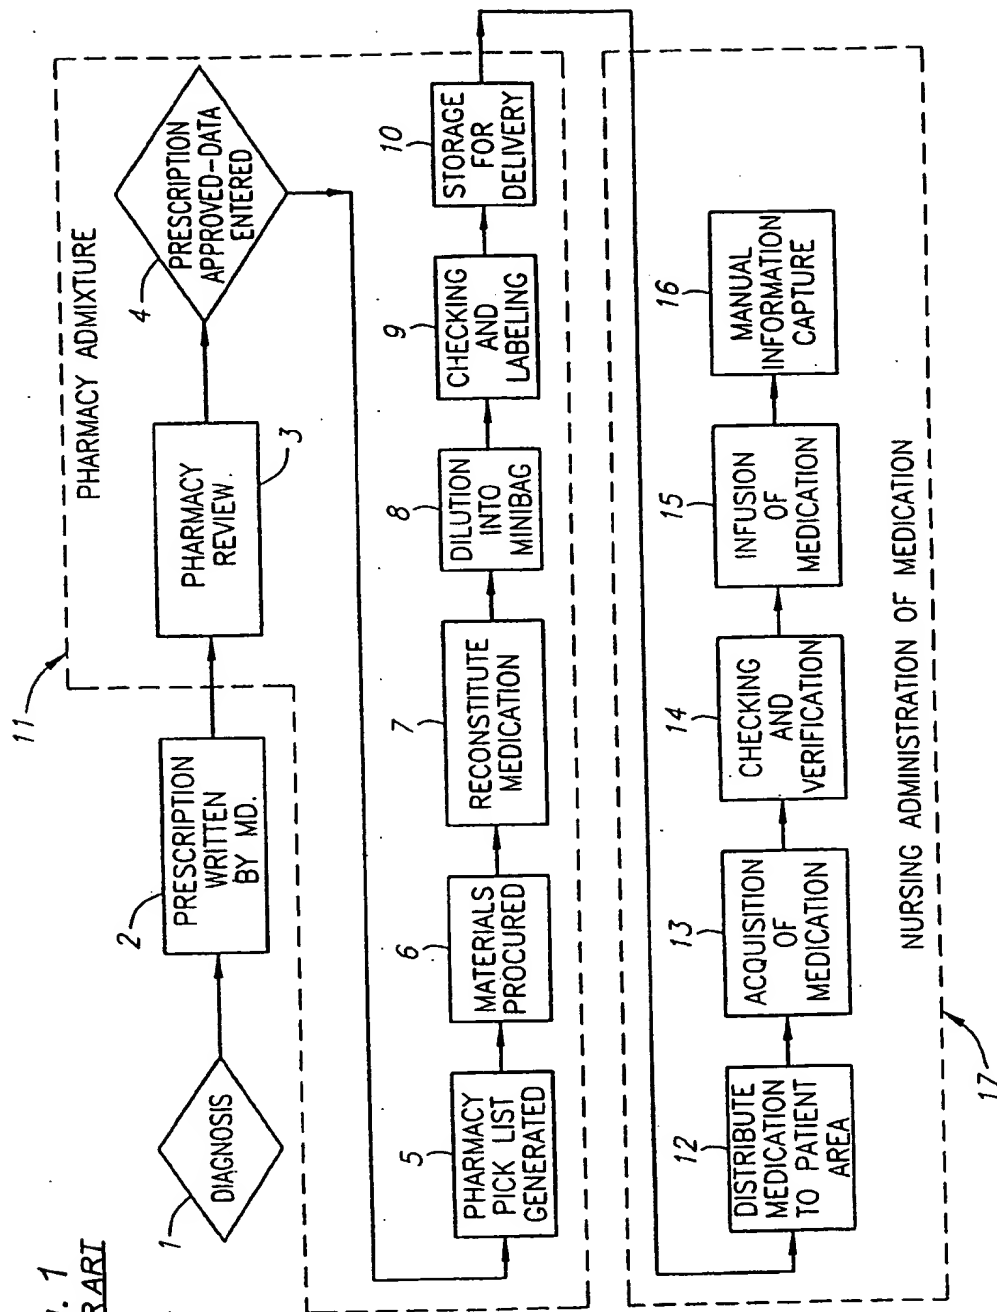 . 1
R ART
1
DIAGNOSIS
2
PRESCRIPTION
WRITTEN
BY MD.
11
PHARMACY ADMIXTURE
PHARMACY
REVIEW.
3
4
PRESCRIPTION
APPROVED-DATA
ENTERED
5
PHARMACY
PICK LIST
GENERATED
6
MATERIALS
PROCURED
7
RECONSTITUTE
MEDICATION
8
DILUTION
INTO
MINIBAG
9
CHECKING
AND
LABELING
10
STORAGE
FOR
DELIVERY
12
DISTRIBUTE
MEDICATION
TO PATIENT
AREA
13
ACQUISITION
OF
MEDICATION
14
CHECKING
AND
VERIFICATION
15
INFUSION
OF
MEDICATION
16
MANUAL
INFORMATION
CAPTURE
NURSING ADMINISTRATION OF MEDICATION
17